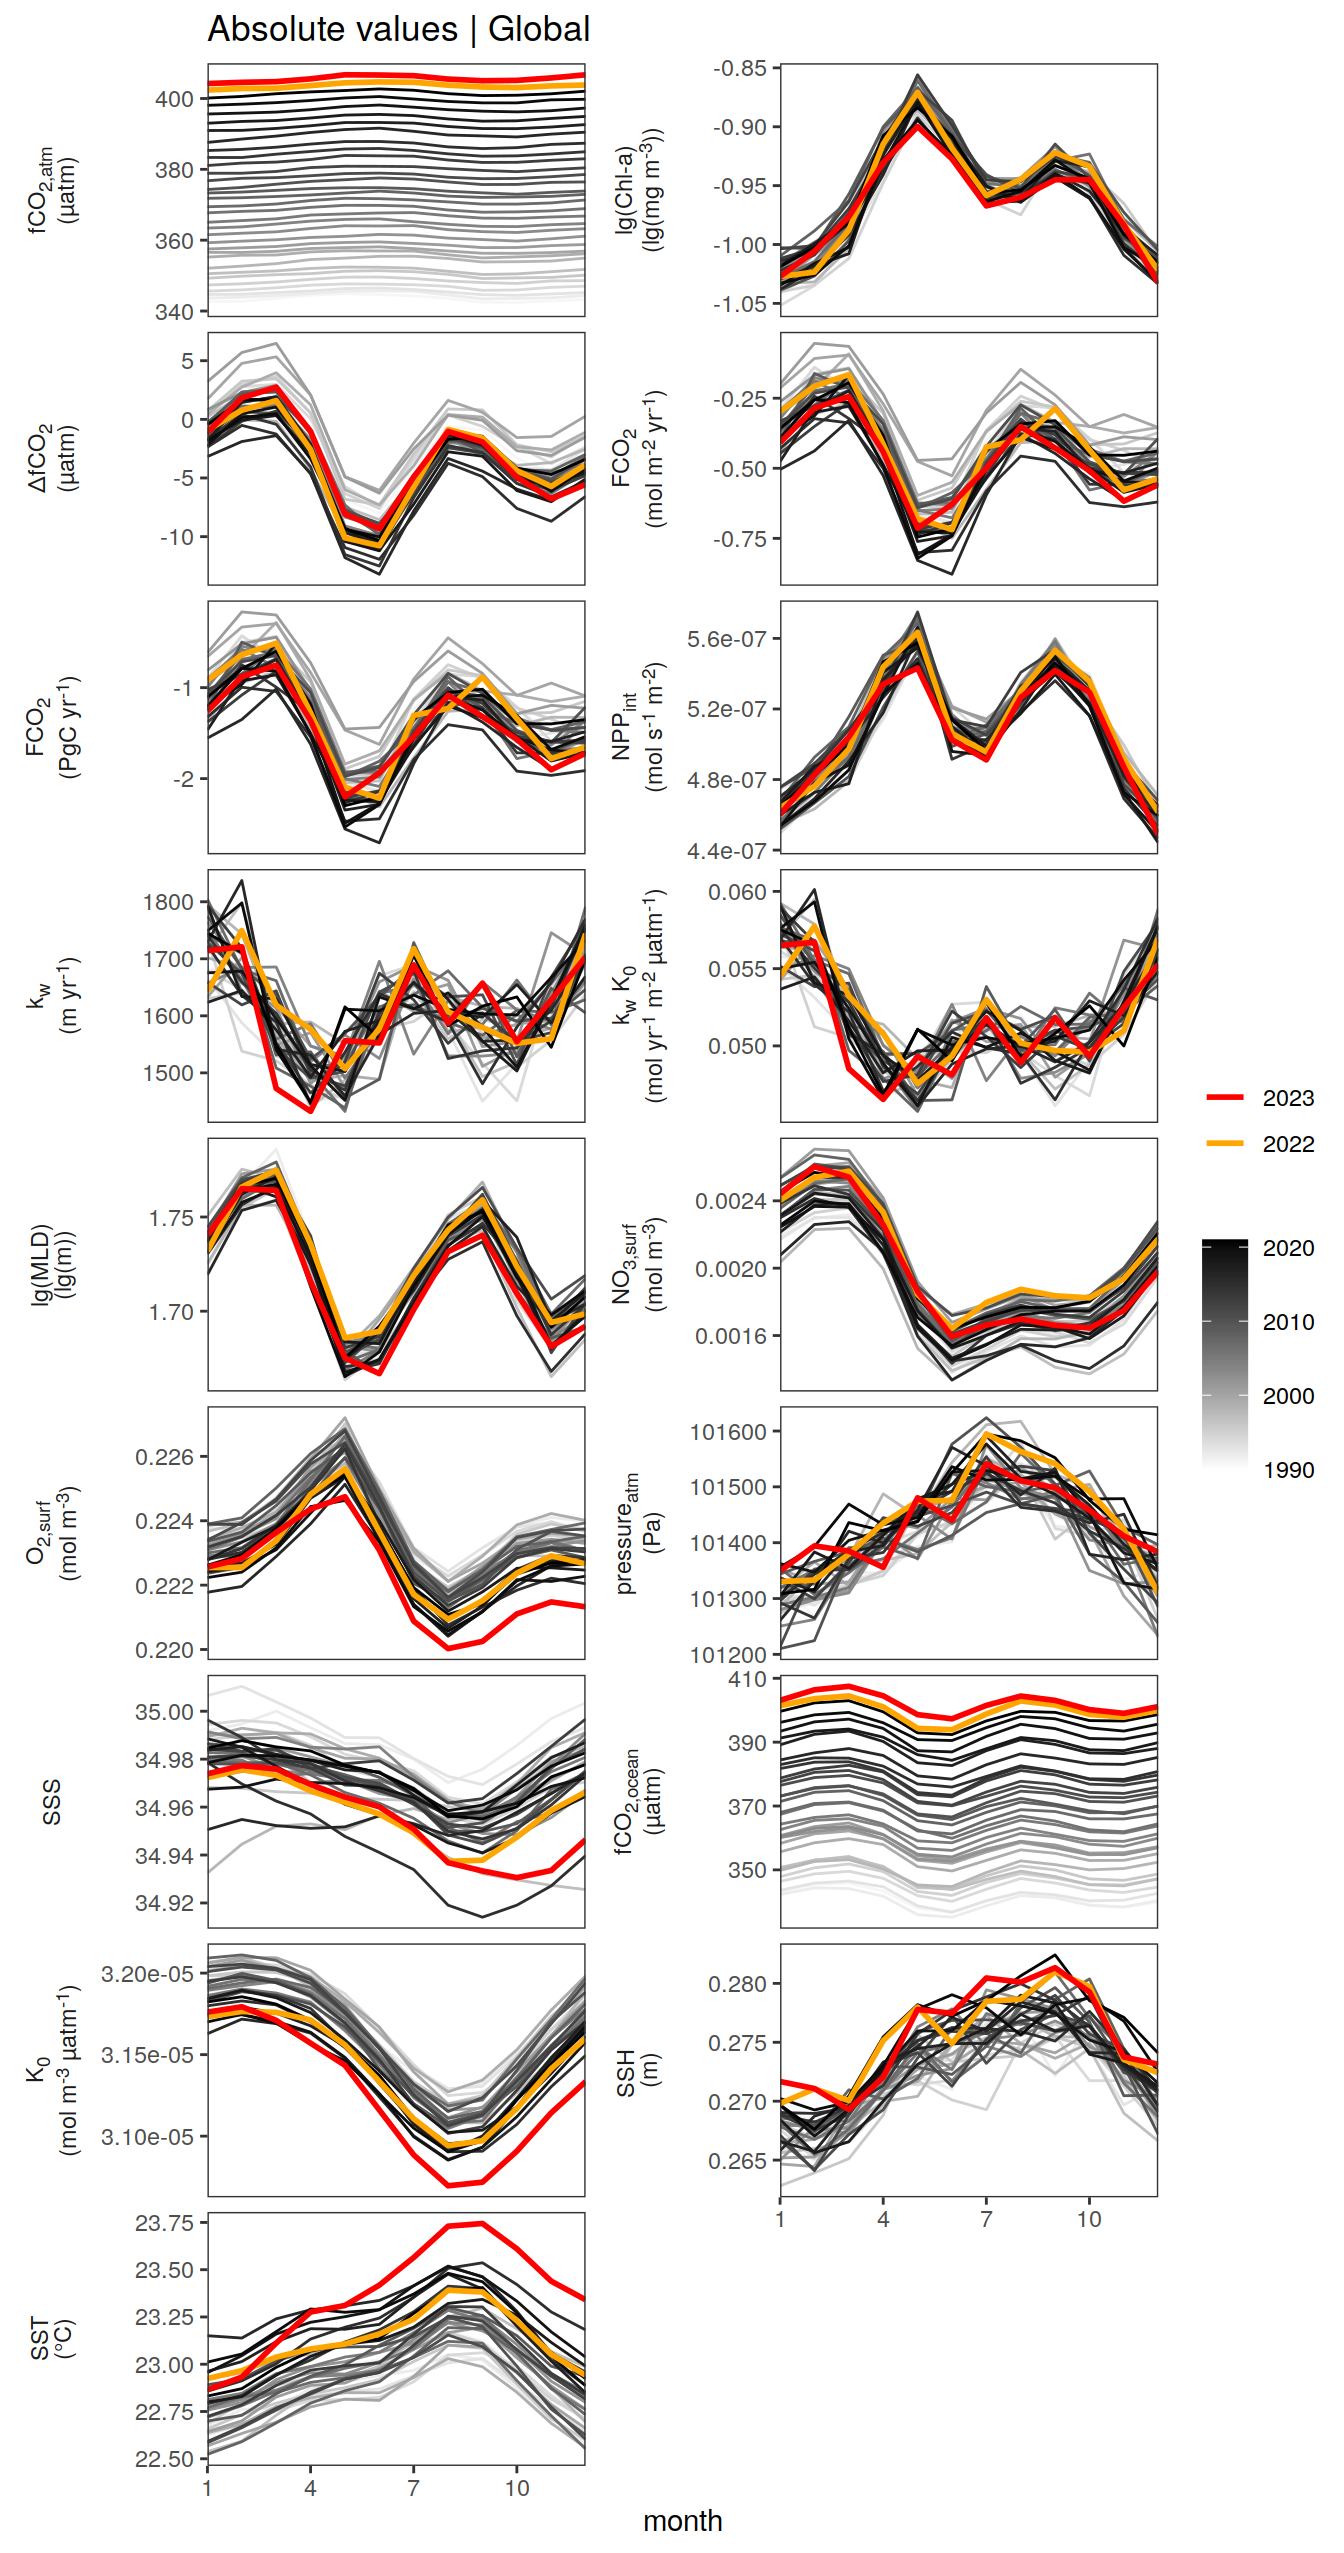 Absolute values | Global
fCO2,atm
(µatm)
400
380
360
340
lg(Chl-a)
(lg(mg m-3))
-0.85
-0.90
-0.95
-1.00
-1.05
ΔfCO2
(µatm)
5
0
-5
-10
FCO2
(mol m-2 yr-1)
-0.25
-0.50
-0.75
FCO2
(PgC yr-1)
-1
-2
NPPint
(mol s-1 m-2)
5.6e-07
5.2e-07
4.8e-07
4.4e-07
kw
(m yr-1)
1800
1700
1600
1500
kw K0
(mol yr-1 m-2 µatm-1)
0.060
0.055
0.050
lg(MLD)
(lg(m))
1.75
1.70
NO3,surf
(mol m-3)
0.0024
0.0020
0.0016
O2,surf
(mol m-3)
0.226
0.224
0.222
0.220
pressureatm
(Pa)
101600
101500
101400
101300
101200
SSS
35.00
34.98
34.96
34.94
34.92
fCO2,ocean
(µatm)
410
390
370
350
K0
(mol m-3 µatm-1)
3.20e-05
3.15e-05
3.10e-05
SSH
(m)
0.280
0.275
0.270
0.265
1 4 7 10
SST
(°C)
23.75
23.50
23.25
23.00
22.75
22.50
1 4 7 10
month
2023
2022
2020
2010
2000
1990